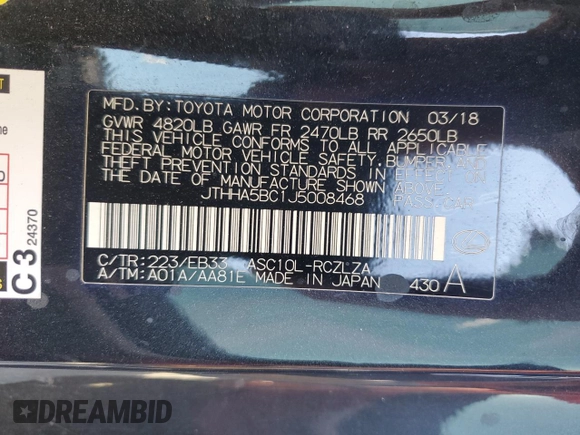 MFD. BY: TOYOTA MOTOR CORPORATION 03/18
GVWR 4820LB GAWR FR 2470LB RR 2650LB
THIS VEHICLE CONFORMS TO ALL APPLICABLE
FEDERAL MOTOR VEHICLE SAFETY, BUMPER, AND
THEFT PREVENTION STANDARDS IN EFFECT ON
THE DATE OF MANUFACTURE SHOWN ABOVE.
JTHHA5BC1J5008468 PASS. CAR
C/TR: 223/EB33 ASC10L-RCZLZA
A/TM: A01A/AA81E MADE IN JAPAN 430 A
C3 24370
DREAMBID